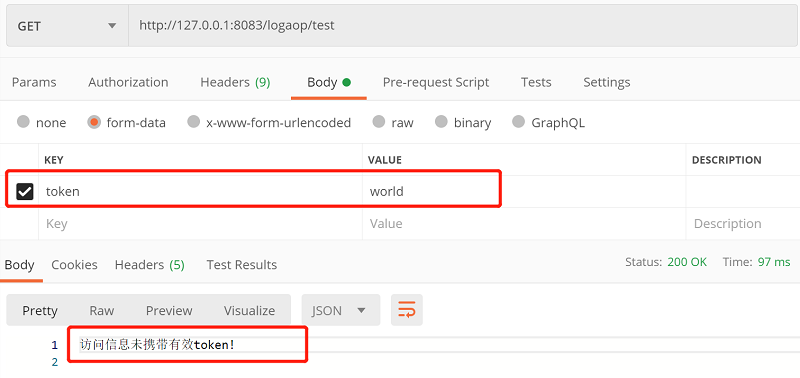 GET http://127.0.0.1:8083/logaop/test
Params Authorization Headers (9) Body Pre-request Script Tests Settings
none form-data x-www-form-urlencoded raw binary GraphQL
KEY VALUE DESCRIPTION
token world
Key Value Description
Body Cookies Headers (5) Test Results Status: 200 OK Time: 97 ms
Pretty Raw Preview Visualize JSON
1 访问信息未携带有效token!
2